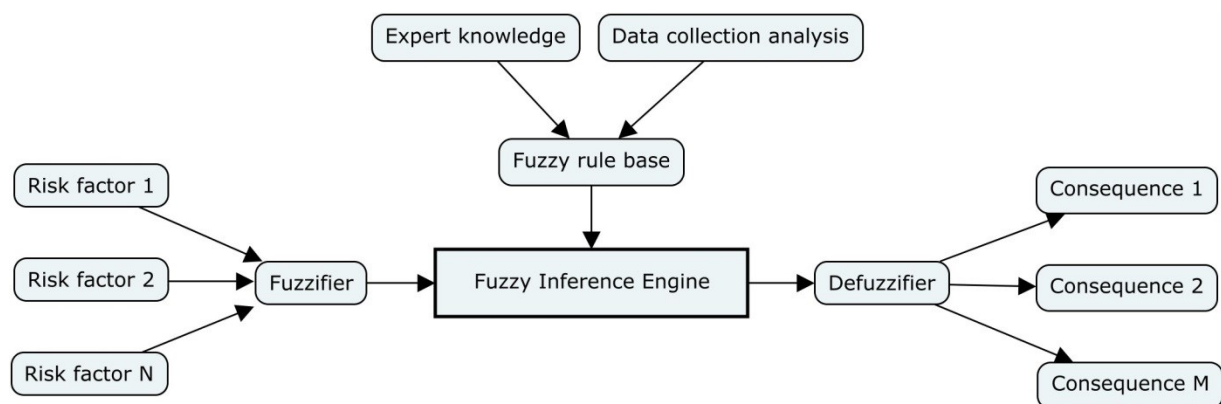 Expert knowledge
Data collection analysis
Fuzzy rule base
Risk factor 1
Consequence 1
Risk factor 2
Fuzzifier
Fuzzy Inference Engine
Defuzzifier
Consequence 2
Risk factor N
Consequence M